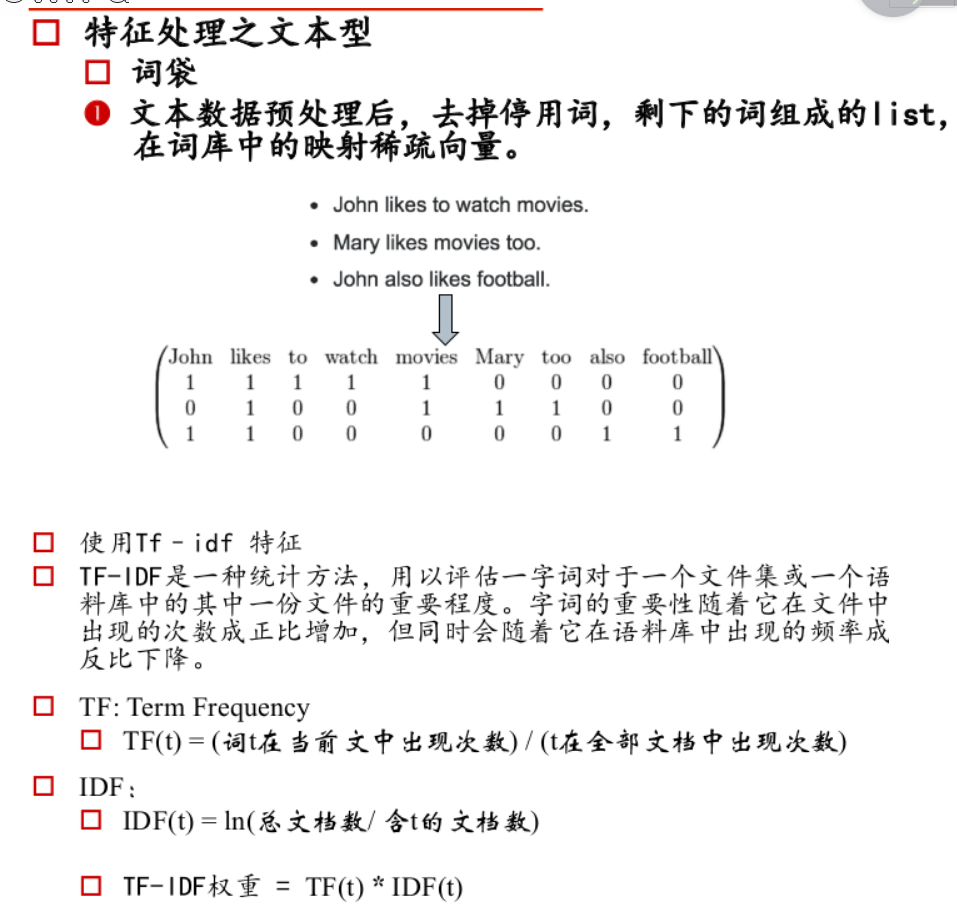 特征处理之文本型
词袋
❶ 文本数据预处理后，去掉停用词，剩下的词组成的list，
在词库中的映射稀疏向量。
• John likes to watch movies.
• Mary likes movies too.
• John also likes football.
John likes to watch movies Mary too also football
1 1 1 1 1 0 0 0 0
0 1 0 0 1 1 1 0 0
1 1 0 0 0 0 0 1 1
使用Tf–idf 特征
TF-IDF是一种统计方法，用以评估一字词对于一个文件集或一个语
料库中的其中一份文件的重要程度。字词的重要性随着它在文件中
出现的次数成正比增加，但同时会随着它在语料库中出现的频率成
反比下降。
TF: Term Frequency
TF(t) = (词t在当前文中出现次数) / (t在全部文档中出现次数)
IDF：
IDF(t) = ln(总文档数/ 含t的文档数)
TF-IDF权重 = TF(t) * IDF(t)